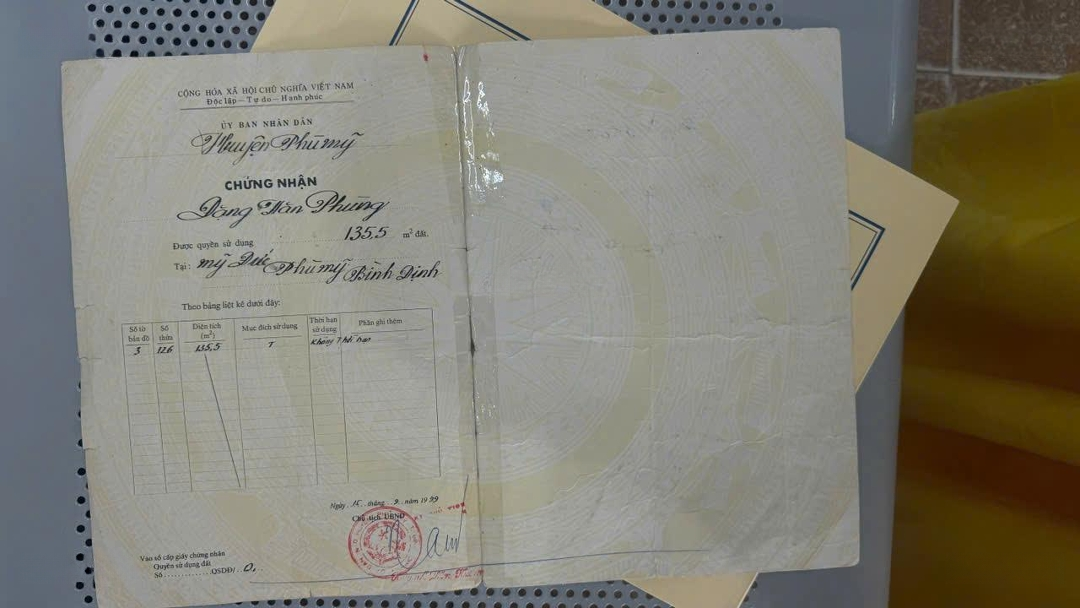 CỘNG HÒA XÃ HỘI CHỦ NGHĨA VIỆT NAM
Độc lập - Tự do - Hạnh phúc
ỦY BAN NHÂN DÂN
Huyện Phù mỹ
CHỨNG NHẬN
Đặng Văn Phùng
Được quyền sử dụng 135,5 m² đất.
Tại: mỹ Đức Phù mỹ Bình Định
Theo bảng liệt kê dưới đây:
Số tờ bản đồ Số thửa Diện tích (m²) Mục đích sử dụng Thời hạn sử dụng Phần ghi thêm
3 126 135,5 T Không Thời hạn
Ngày 15 tháng 9 năm 1999
Chủ tịch UBND
Vào sổ cấp giấy chứng nhận
Quyền sử dụng đất
Số QSDĐ/